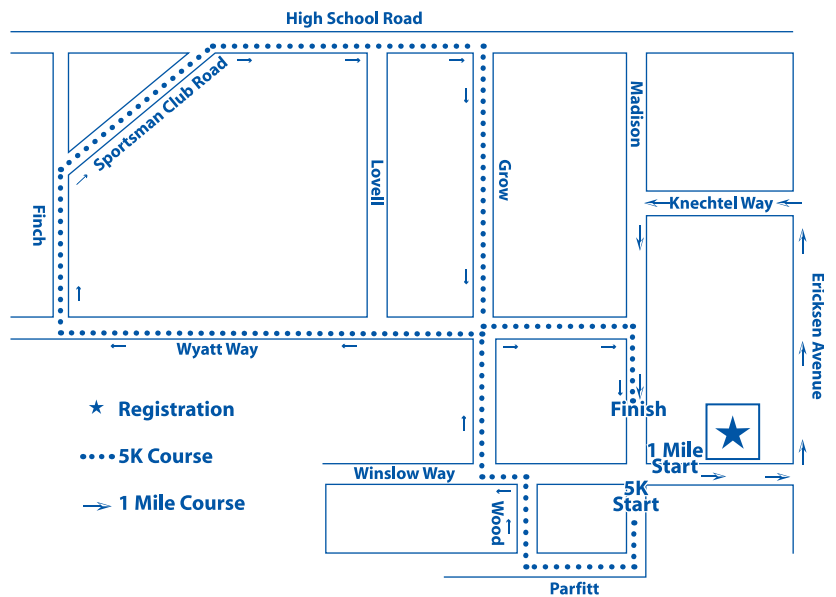 High School Road
Sportsman Club Road
Madison
Lovell
Grow
Knechtel Way
Finch
Ericksen Avenue
Wyatt Way
Registration
Finish
5K Course
1 Mile
Start
Winslow Way
5K
Start
1 Mile Course
Wood
Parfitt